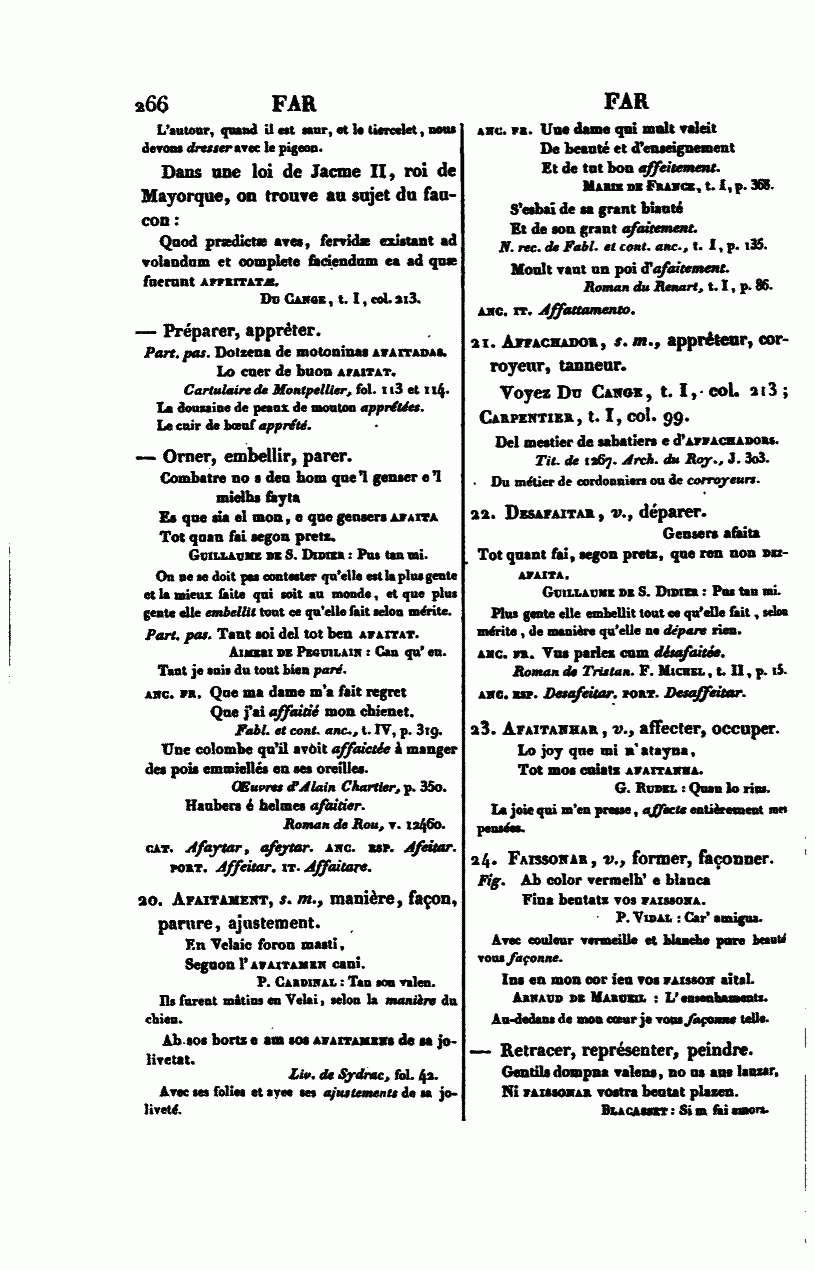 266 FAR
L'autour, quand il est saur, et le tiercelet, nous
devons dresser avec le pigeon.
Dans une loi de Jacme II, roi de
Mayorque, on trouve au sujet du fau-
con :
Quod prædictæ aves, fervidæ existant ad
volandum et complete faciendum ea ad quæ
fuerunt AFFEITATÆ.
DU CANGE, t. I, col. 213.
— Préparer, apprêter.
Part. pas. Dotzena de motoninas AFAITADAS.
Lo cuer de buou AFAITAT.
Cartulaire de Montpellier, fol. 113 et 114.
La douzaine de peaux de mouton apprêtées.
Le cuir de bœuf apprêté.
— Orner, embellir, parer.
Combatre no s deu hom que 'l genser e 'l
mielhs fayta
Es que sia el mon, e que gensers AFAITA
Tot quan fai segon pretz.
GUILLAUME DE S. DIDIER : Pus tan mi.
On ne se doit pas contester qu'elle est la plus gente
et la mieux faite qui soit au monde, et que plus
gente elle embellit tout ce qu'elle fait selon mérite.
Part. pas. Tant soi del tot ben AFAITAT.
AIMERI DE PEGUILAIN : Can qu' eu.
Tant je suis du tout bien paré.
ANC. FR. Que ma dame m'a fait regret
Que j'ai affaitié mon chienet.
Fabl. et cont. anc., t. IV, p. 319.
Une colombe qu'il avoit affaictée à manger
des pois emmiellés en ses oreilles.
Œuvres d'Alain Chartier, p. 350.
Haubers é helmes afaitier.
Roman de Rou, v. 12460.
CAT. Afaytar, afeytar. ANC. ESP. Afeitar.
PORT. Affeitar. IT. Affaitare.
20. AFAITAMENT, s. m., manière, façon,
parure, ajustement.
En Velaic foron masti,
Segnon l'AFAITAMEN cani.
P. CARDINAL : Tan son valen.
Ils furent mâtins en Velai, selon la manière du
chien.
Ab sos bortz e am sos AFAITAMENS de sa jo-
livetat.
Liv. de Sydrac, fol. 42.
Avec ses folies et avec ses ajustements de sa jo-
liveté.
FAR
ANC. FR. Une dame qui mult valeit
De beauté et d'enseignement
Et de tut bon affeitement.
MARIE DE FRANCE, t. I, p. 368.
S'esbaï de sa grant biauté
Et de son grant afaitement.
N. rec. de Fabl. et cont. anc., t. I, p. 135.
Moult vaut un poi d'afaitement.
Roman du Renart, t. I, p. 86.
ANC. IT. Affattamento.
21. AFFACHADOR, s. m., apprêteur, cor-
royeur, tanneur.
Voyez DU CANGE, t. I, col. 213;
CARPENTIER, t. I, col. 99.
Del mestier de sabatiers e d'AFFACHADORS.
Tit. de 1267. Arch. du Roy., J. 303.
Du métier de cordonniers ou de corroyeurs.
22. DESAFAITAR, v., déparer.
Gensers afaita
Tot quant fai, segon pretz, que ren non DES-
AFAITA.
GUILLAUME DE S. DIDIER : Pus tan mi.
Plus gente elle embellit tout ce qu'elle fait, selon
mérite, de manière qu'elle ne dépare rien.
ANC. FR. Vus parlez cum désafaitée.
Roman de Tristan. F. MICHEL, t. II, p. 15.
ANC. ESP. Desafeitar. PORT. Desaffeitar.
23. AFAITANHAR, v., affecter, occuper.
Lo joy que mi n'atayna,
Tot mos cuiatz AFAITANHA.
G. RUDEL : Quan lo rius.
La joie qui m'en presse, affecte entièrement mes
pensées.
24. FAISSONAR, v., former, façonner.
Fig. Ab color vermelh' e blanca
Fina beutatz vos FAISSONA.
P. VIDAL : Car' amigua.
Avec couleur vermeille et blanche pure beauté
vous façonne.
Ins en mon cor ieu vos FAISSON aital.
ARNAUD DE MARUEIL : L'ensenhaments.
Au-dedans de mon cœur je vous façonne telle.
— Retracer, représenter, peindre.
Gentils dompna valens, no us aus lanzar,
Ni FAISSONAR vostra beutat plazen.
BLACASSET : Si m fai amors.